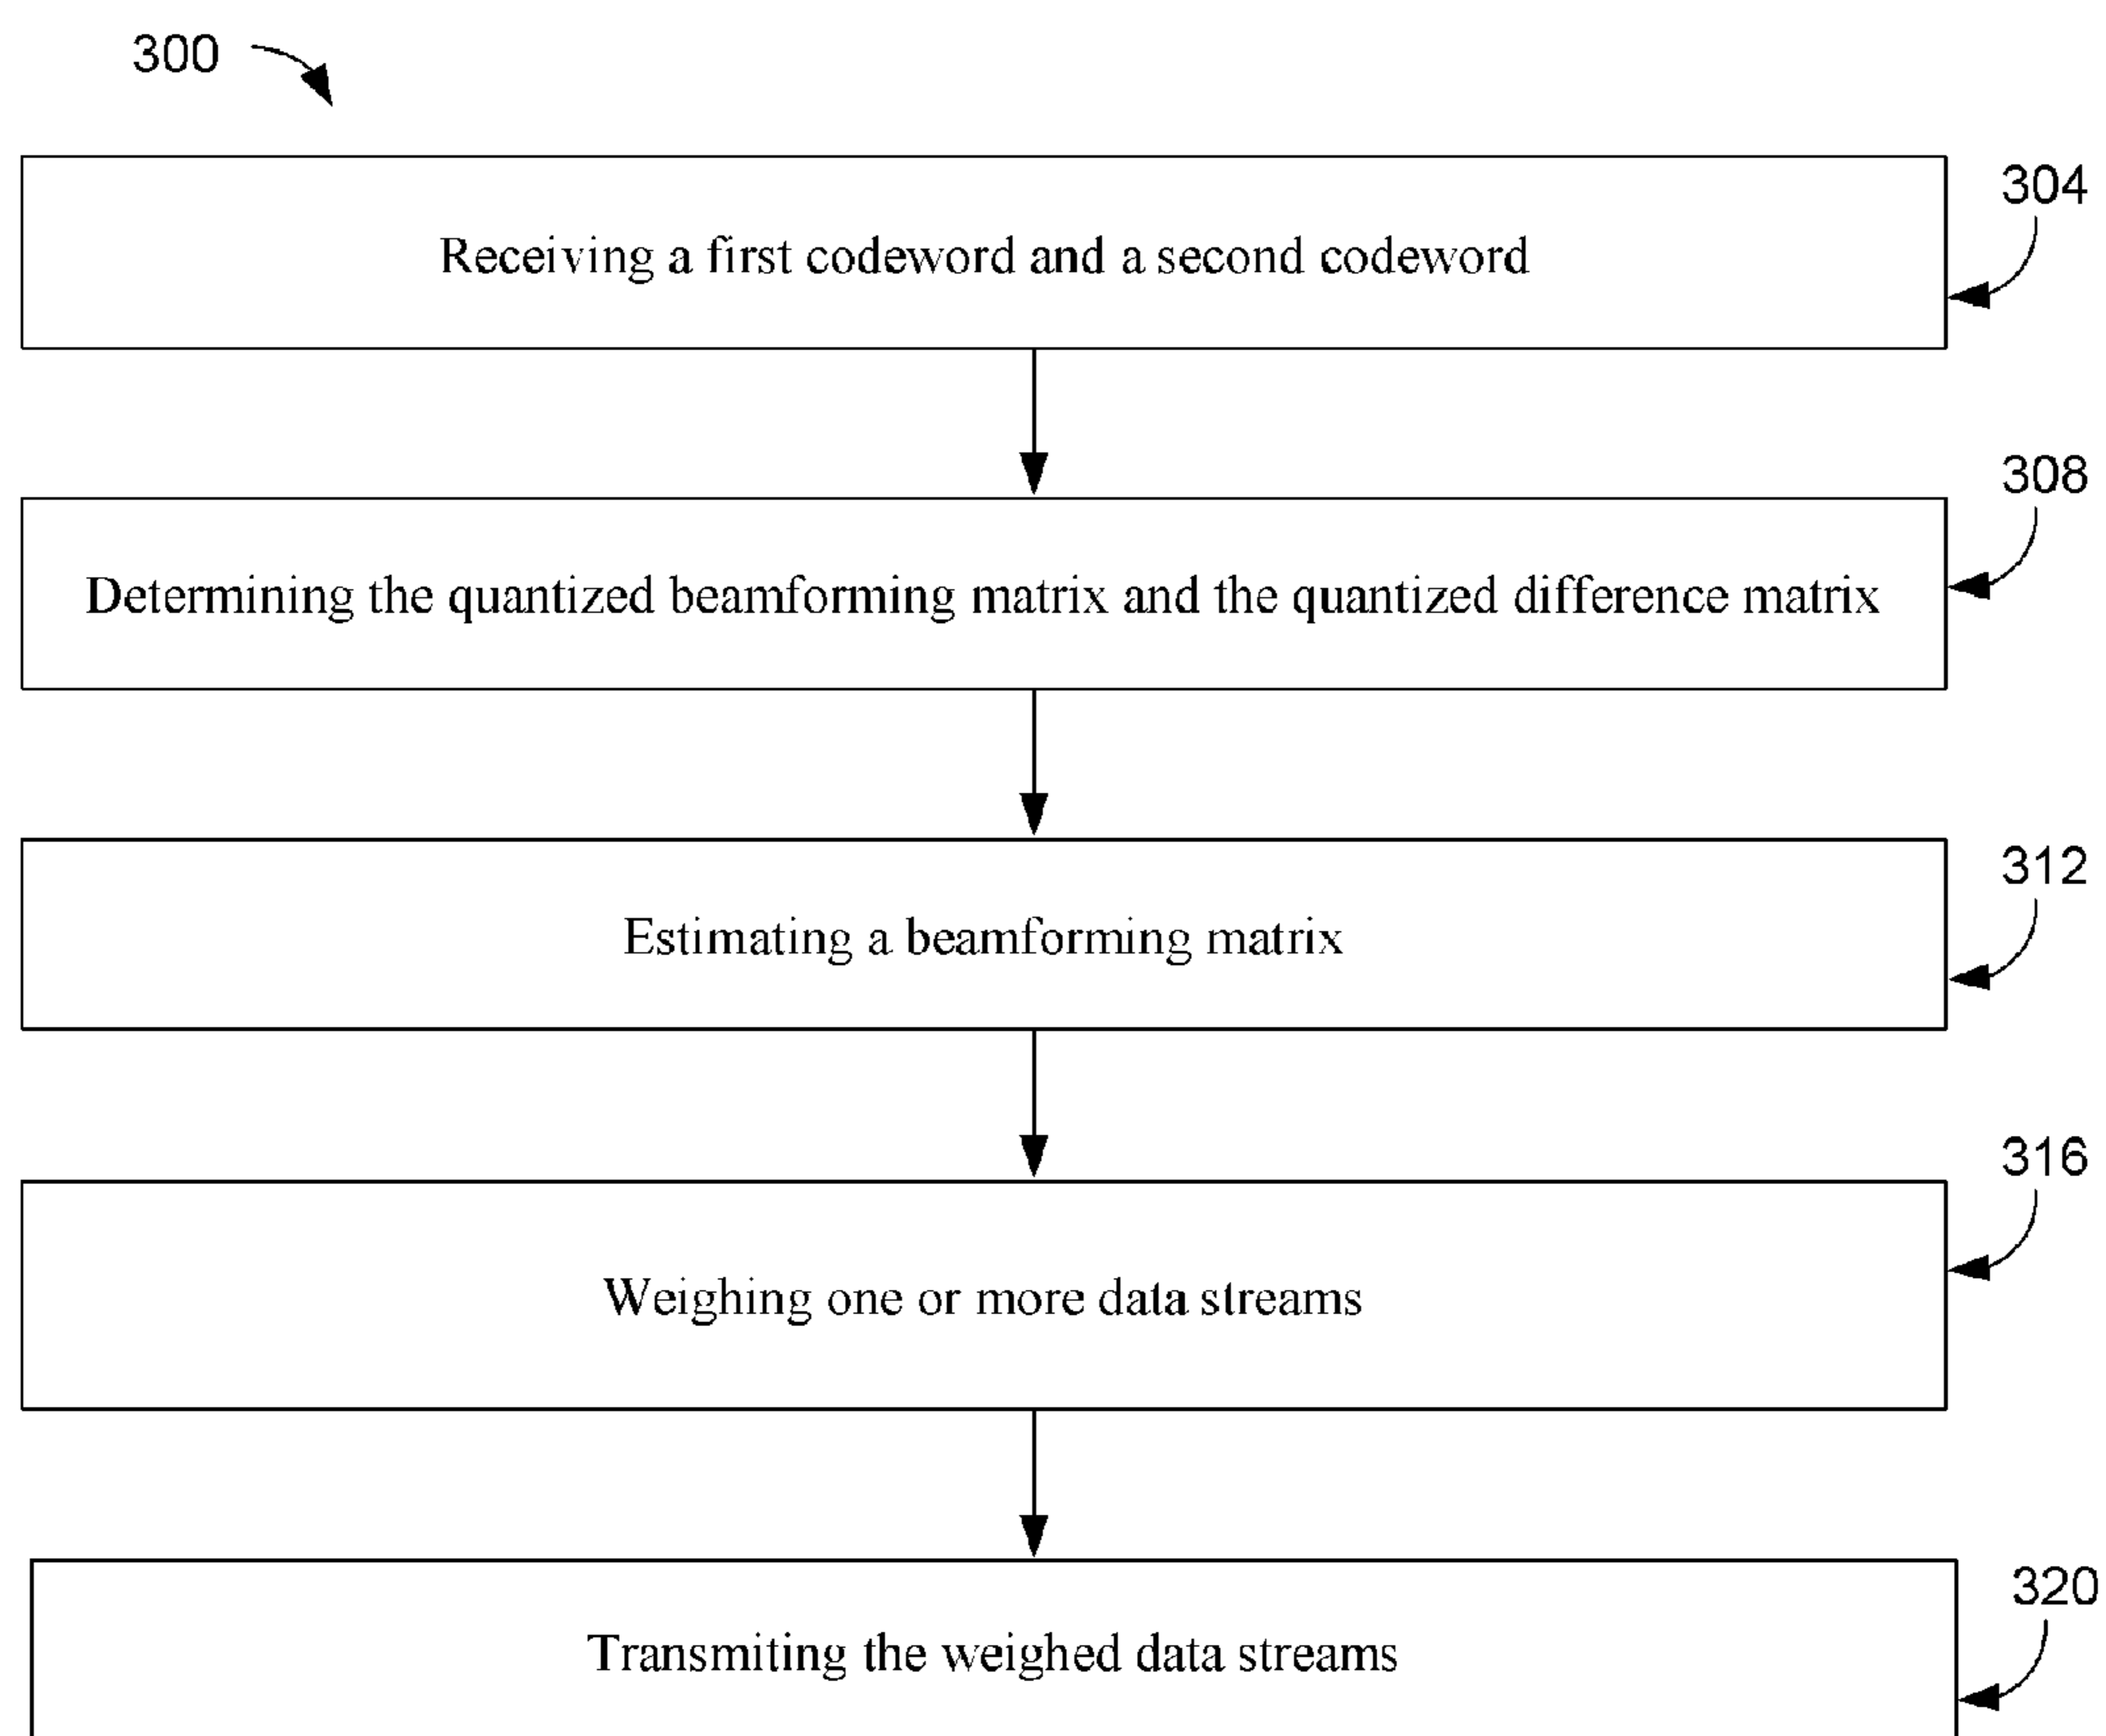 300
304
Receiving a first codeword and a second codeword
308
Determining the quantized beamforming matrix and the quantized difference matrix
312
Estimating a beamforming matrix
316
Weighing one or more data streams
320
Transmiting the weighed data streams